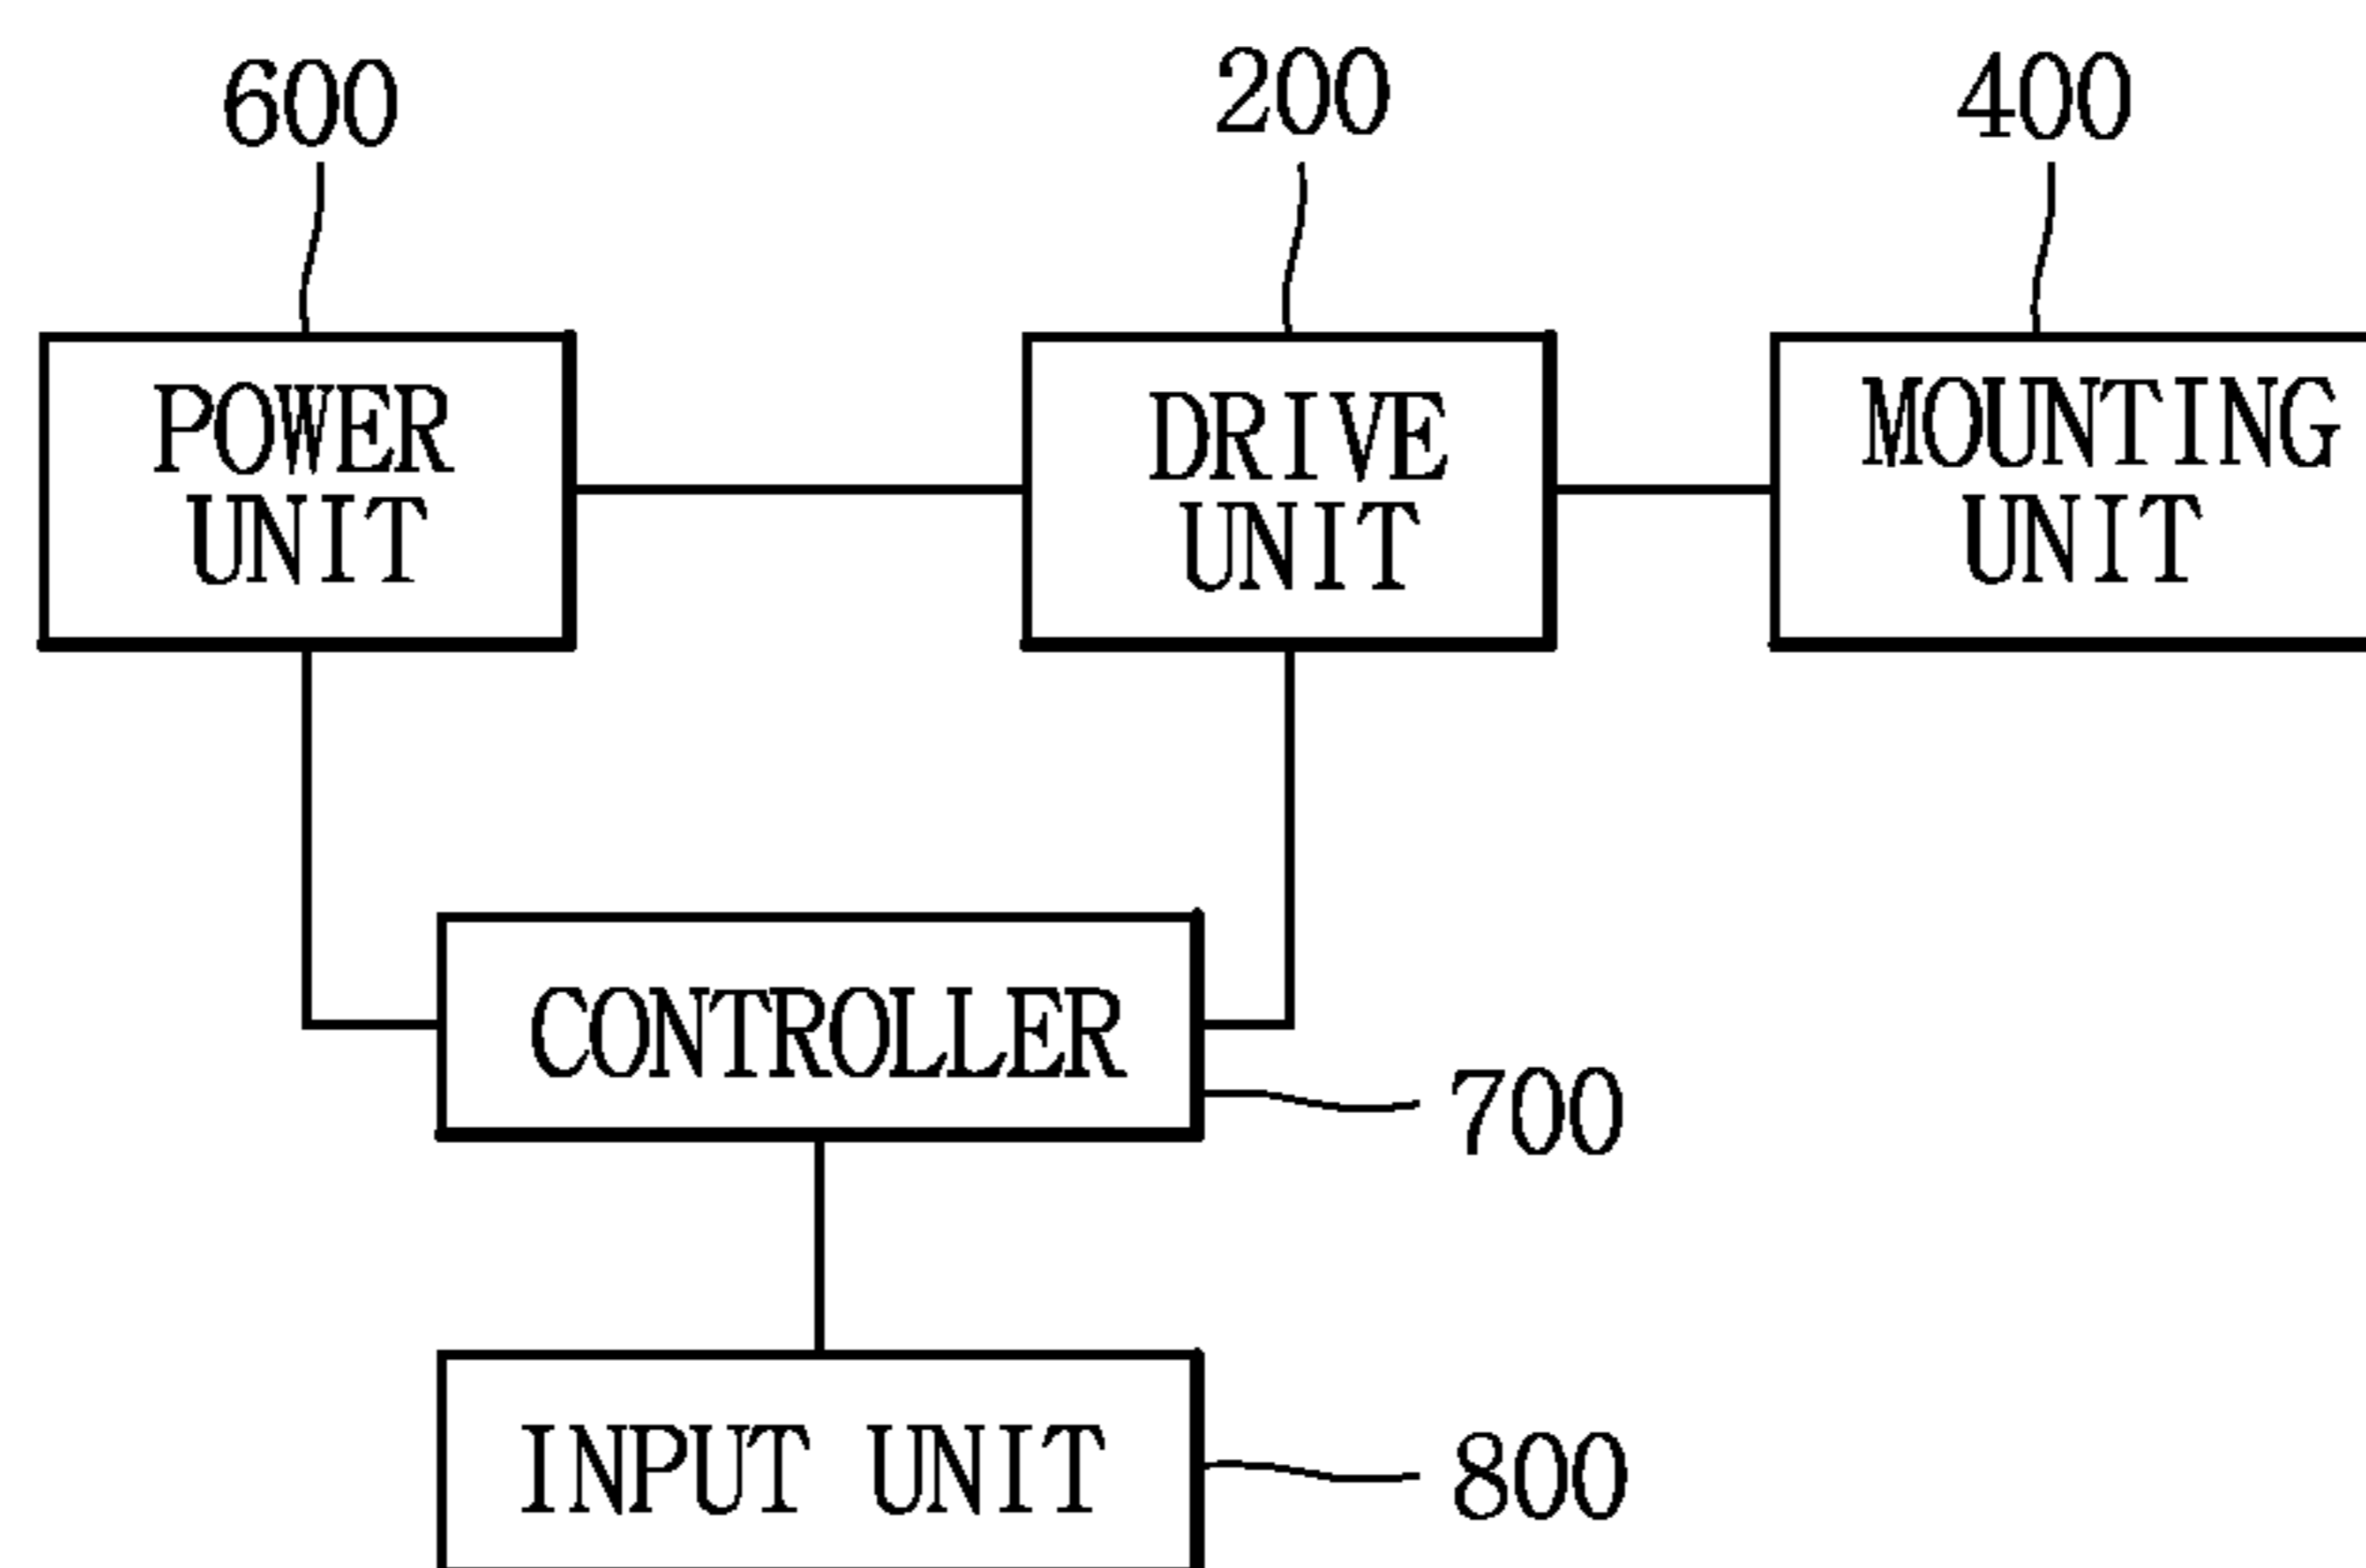 600
200
400
POWER
UNIT
DRIVE
UNIT
MOUNTING
UNIT
CONTROLLER
700
INPUT UNIT
800